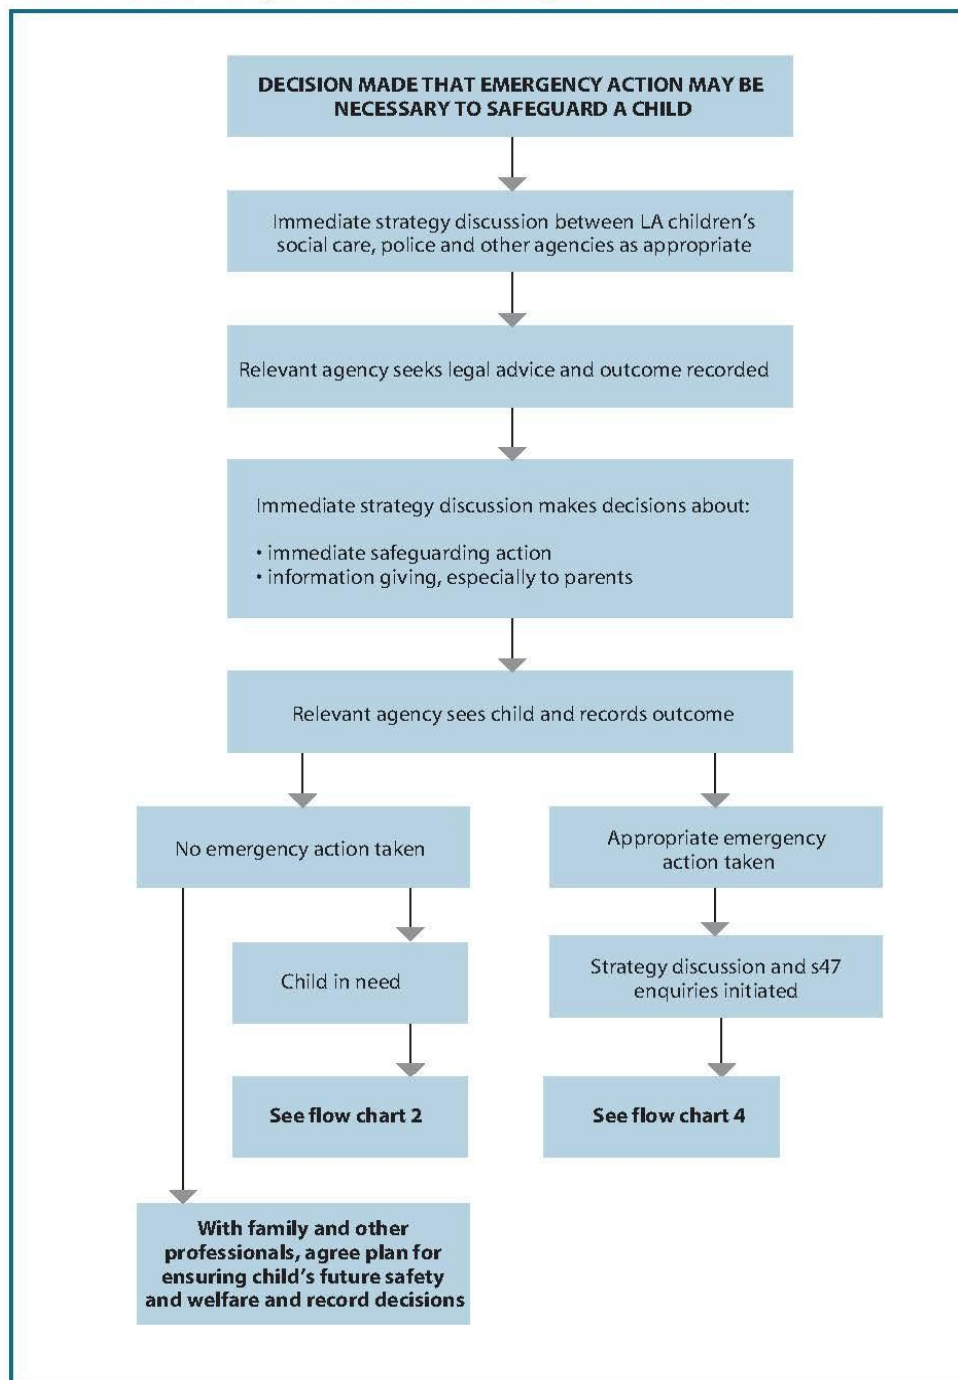 DECISION MADE THAT EMERGENCY ACTION MAY BE
NECESSARY TO SAFEGUARD A CHILD
Immediate strategy discussion between LA children's
social care, police and other agencies as appropriate
Relevant agency seeks legal advice and outcome recorded
Immediate strategy discussion makes decisions about:
• immediate safeguarding action
• information giving, especially to parents
Relevant agency sees child and records outcome
No emergency action taken
Appropriate emergency
action taken
Child in need
Strategy discussion and s47
enquiries initiated
See flow chart 2
See flow chart 4
With family and other
professionals, agree plan for
ensuring child's future safety
and welfare and record decisions